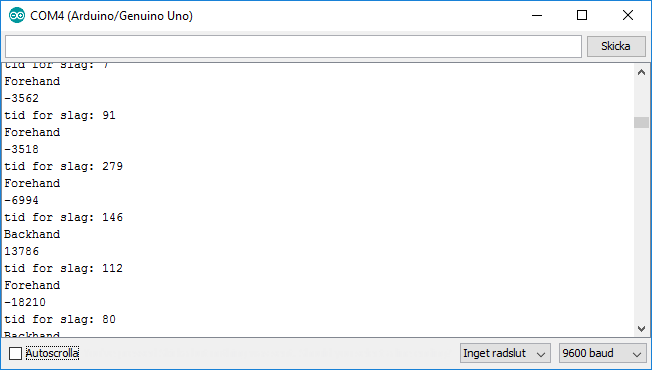 COM4 (Arduino/Genuino Uno)
Skicka
tid for slag: 7
Forehand
-3562
tid for slag: 91
Forehand
-3518
tid for slag: 279
Forehand
-6994
tid for slag: 146
Backhand
13786
tid for slag: 112
Forehand
-18210
tid for slag: 80
Backhand
Autoscrolla
Inget radslut
9600 baud